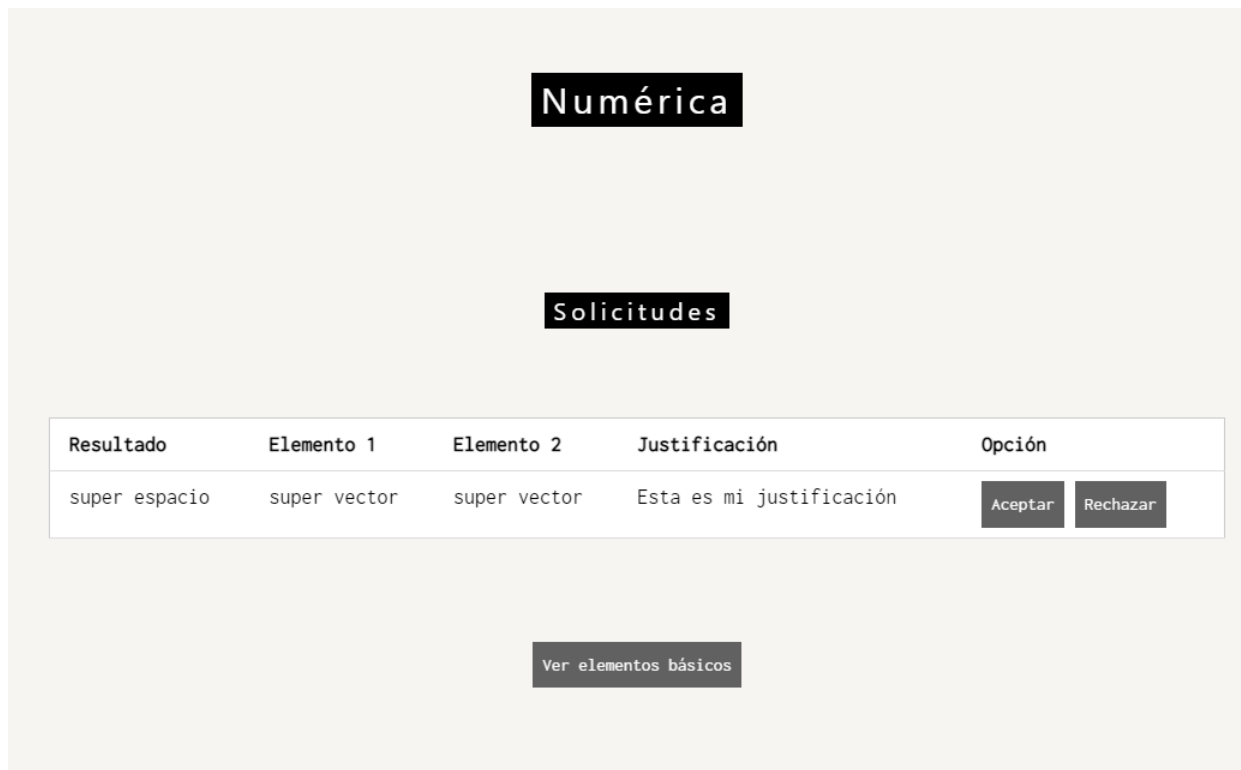 Numérica
Solicitudes
Resultado Elemento 1 Elemento 2 Justificación Opción
super espacio super vector super vector Esta es mi justificación Aceptar Rechazar
Ver elementos básicos